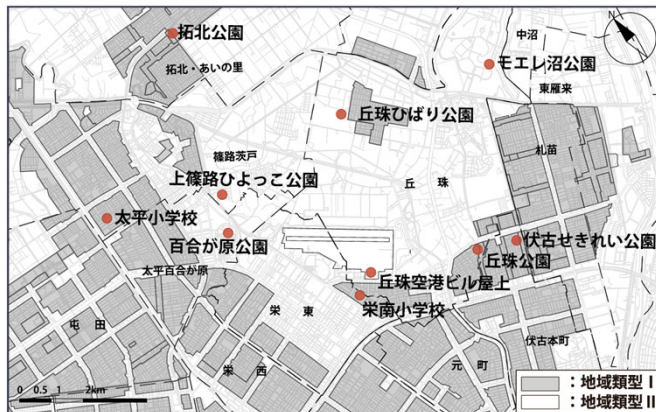 拓北公園
中沼
N
モエレ沼公園
拓北・あいの里
東雁来
丘珠ひばり公園
札苗
篠路茨戸
上篠路ひよっこ公園
丘珠
太平小学校
百合が原公園
伏古せきれい公園
丘珠公園
太平百合が原
丘珠空港ビル屋上
栄南小学校
栄東
屯田
伏古本町
栄西
元町
0 0.5 1 2km
：地域類型Ⅰ
：地域類型Ⅱ